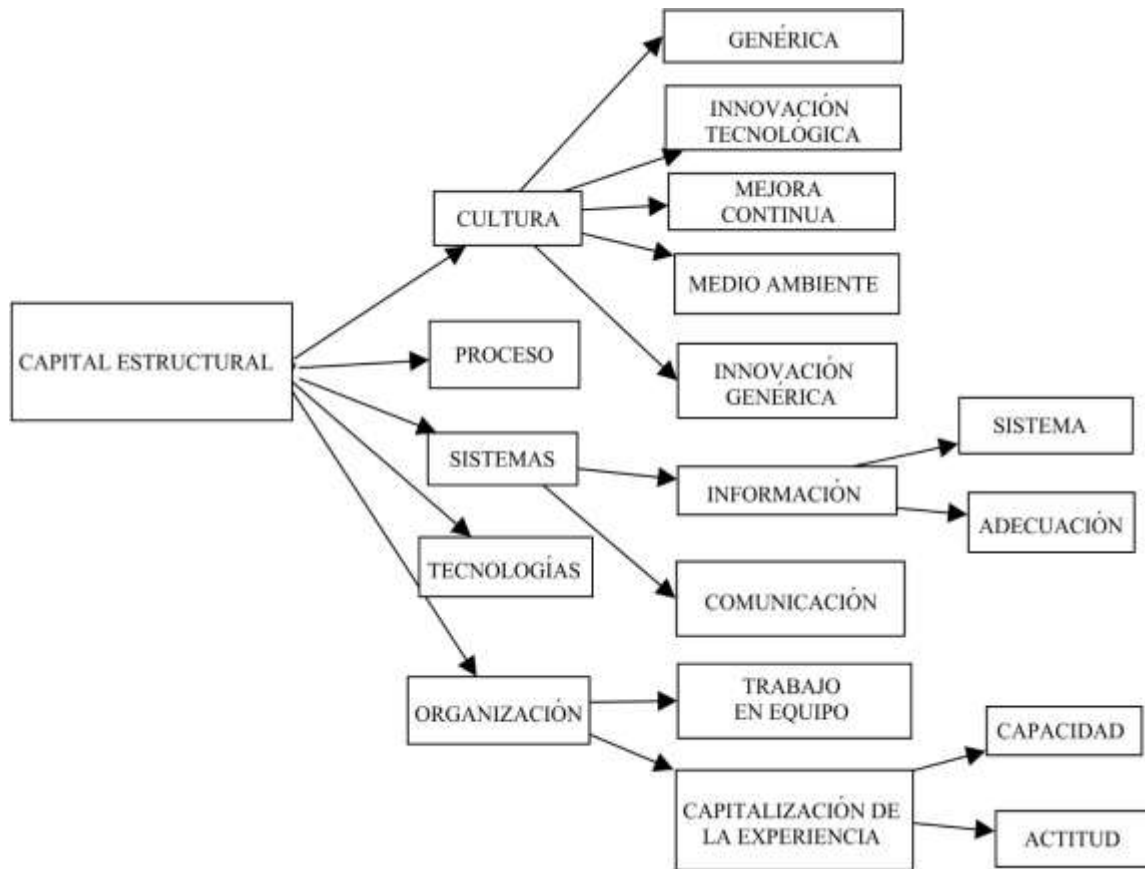 GENÉRICA
INNOVACIÓN
TECNOLÓGICA
CULTURA
MEJORA
CONTINUA
MEDIO AMBIENTE
CAPITAL ESTRUCTURAL
PROCESO
INNOVACIÓN
GENÉRICA
SISTEMAS
INFORMACIÓN
SISTEMA
ADECUACIÓN
TECNOLOGÍAS
COMUNICACIÓN
ORGANIZACIÓN
TRABAJO
EN EQUIPO
CAPITALIZACIÓN DE
LA EXPERIENCIA
CAPACIDAD
ACTITUD